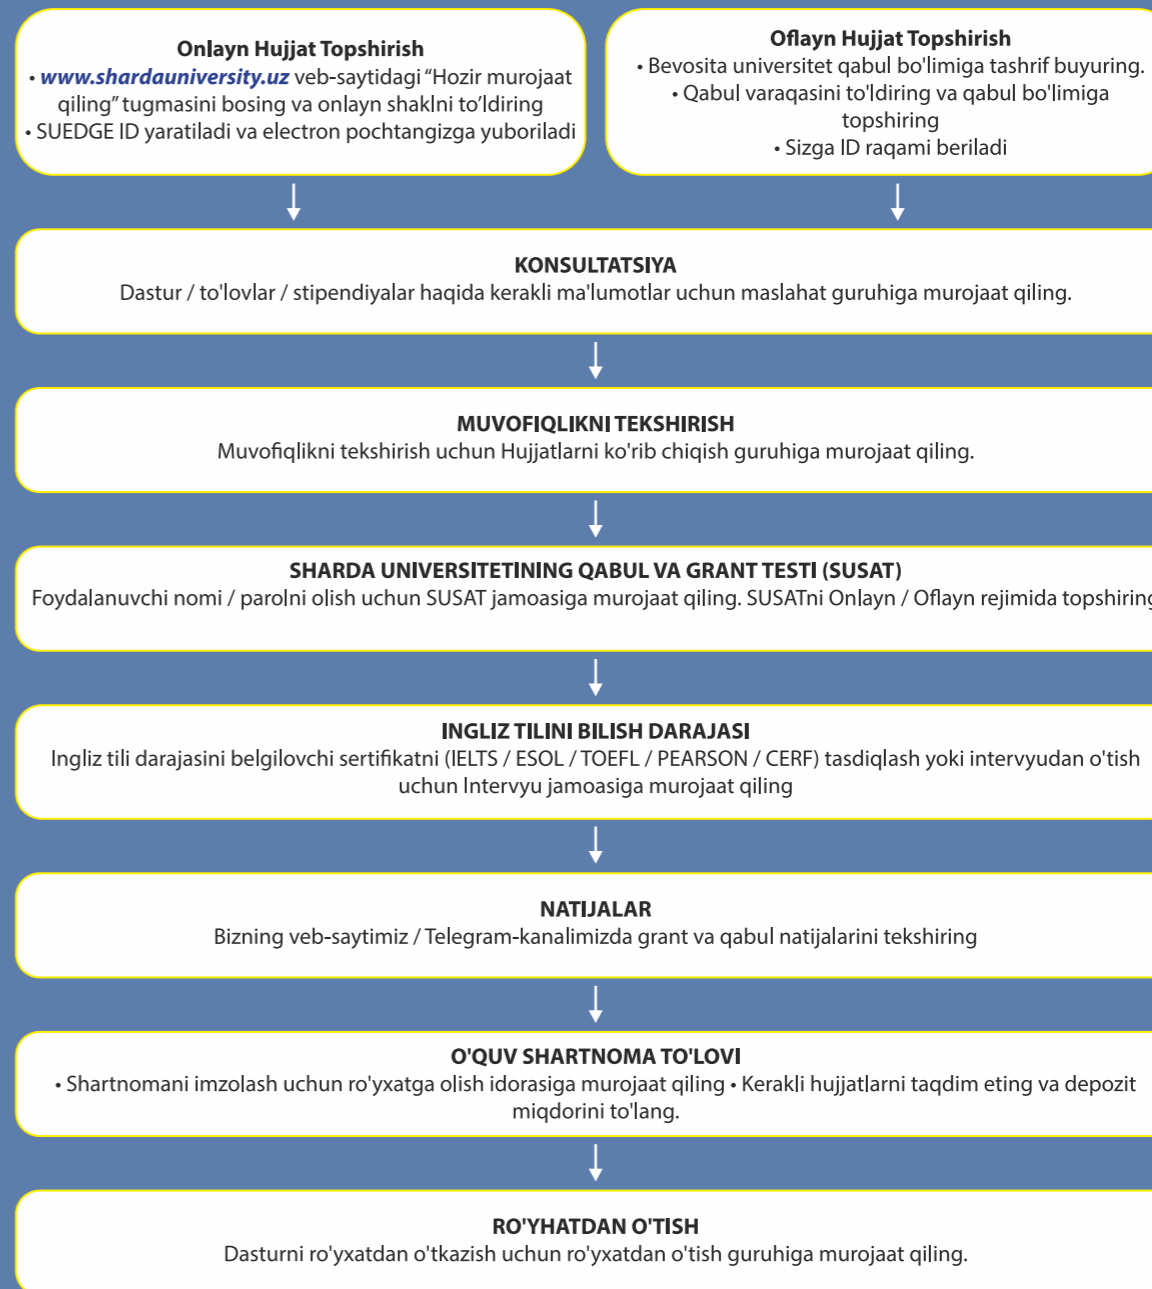 Onlayn Hujjat Topshirish
• www.shardauniversity.uz veb-saytidagi “Hozir murojaat
qiling” tugmasini bosing va onlayn shaklni to’ldiring
• SUEDGE ID yaratiladi va electron pochtangizga yuboriladi
Oflayn Hujjat Topshirish
• Bevosita universitet qabul bo'limiga tashrif buyuring.
• Qabul varaqasini to'ldiring va qabul bo'limiga
topshiring
• Sizga ID raqami beriladi
KONSULTATSIYA
Dastur / to'lovlar / stipendiyalar haqida kerakli ma'lumotlar uchun maslahat guruhiga murojaat qiling.
MUVOFIQLIKNI TEKSHIRISH
Muvofiqlikni tekshirish uchun Hujjatlarni ko'rib chiqish guruhiga murojaat qiling.
SHARDA UNIVERSITETINING QABUL VA GRANT TESTI (SUSAT)
Foydalanuvchi nomi / parolni olish uchun SUSAT jamoasiga murojaat qiling. SUSATni Onlayn / Oflayn rejimida topshiring
INGLIZ TILINI BILISH DARAJASI
Ingliz tili darajasini belgilovchi sertifikatni (IELTS / ESOL / TOEFL / PEARSON / CERF) tasdiqlash yoki intervyudan o'tish
uchun Intervyu jamoasiga murojaat qiling
NATIJALAR
Bizning veb-saytimiz / Telegram-kanalimizda grant va qabul natijalarini tekshiring
O'QUV SHARTNOMA TO'LOVI
• Shartnomani imzolash uchun ro'yxatga olish idorasiga murojaat qiling • Kerakli hujjatlarni taqdim eting va depozit
miqdorini to'lang.
RO'YHATDAN O'TISH
Dasturni ro'yxatdan o'tkazish uchun ro'yxatdan o'tish guruhiga murojaat qiling.